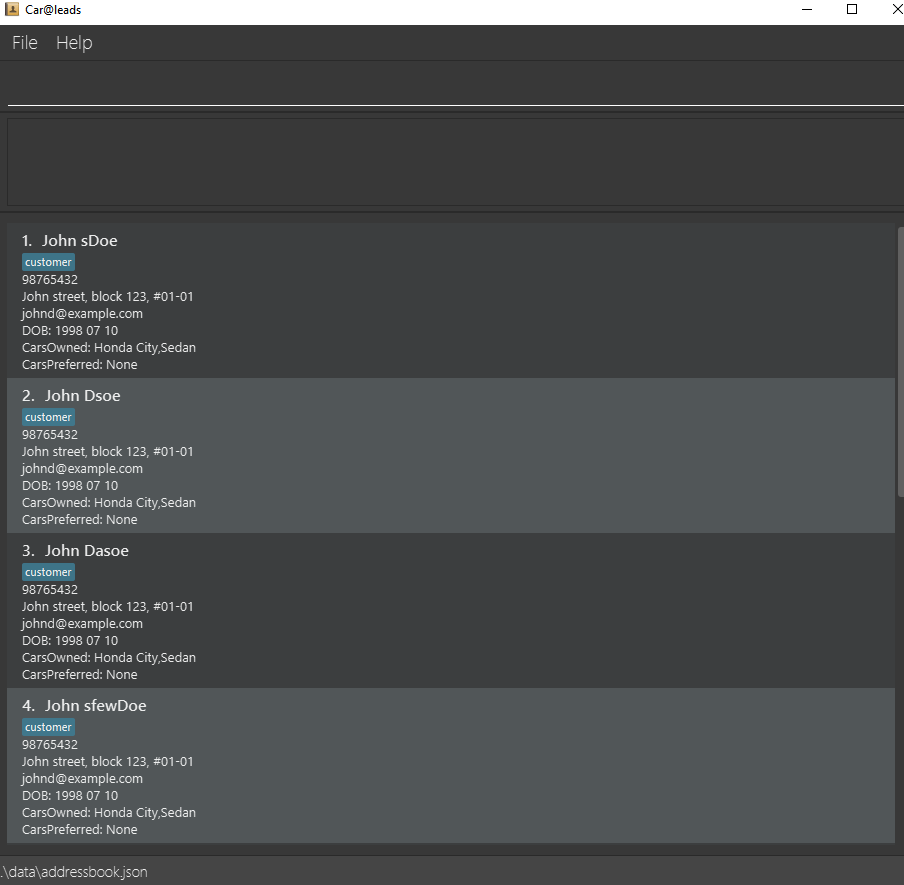 Car@leads
File Help
1. John sDoe
customer
98765432
John street, block 123, #01-01
johnd@example.com
DOB: 1998 07 10
CarsOwned: Honda City,Sedan
CarsPreferred: None
2. John Dsoe
customer
98765432
John street, block 123, #01-01
johnd@example.com
DOB: 1998 07 10
CarsOwned: Honda City,Sedan
CarsPreferred: None
3. John Dasoe
customer
98765432
John street, block 123, #01-01
johnd@example.com
DOB: 1998 07 10
CarsOwned: Honda City,Sedan
CarsPreferred: None
4. John sfewDoe
customer
98765432
John street, block 123, #01-01
johnd@example.com
DOB: 1998 07 10
CarsOwned: Honda City,Sedan
CarsPreferred: None
.\data\addressbook.json